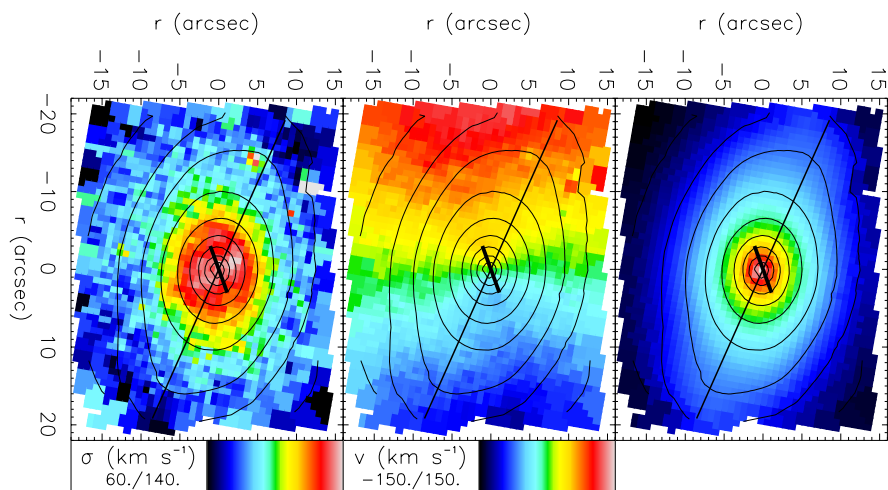 r (arcsec) r (arcsec) r (arcsec)
−15 −10 −5 0 5 10 15 −15 −10 −5 0 5 10 15 −15 −10 −5 0 5 10 15
−20
−10
0
10
20
r (arcsec)
σ (km s⁻¹)
60./140.
v (km s⁻¹)
−150./150.